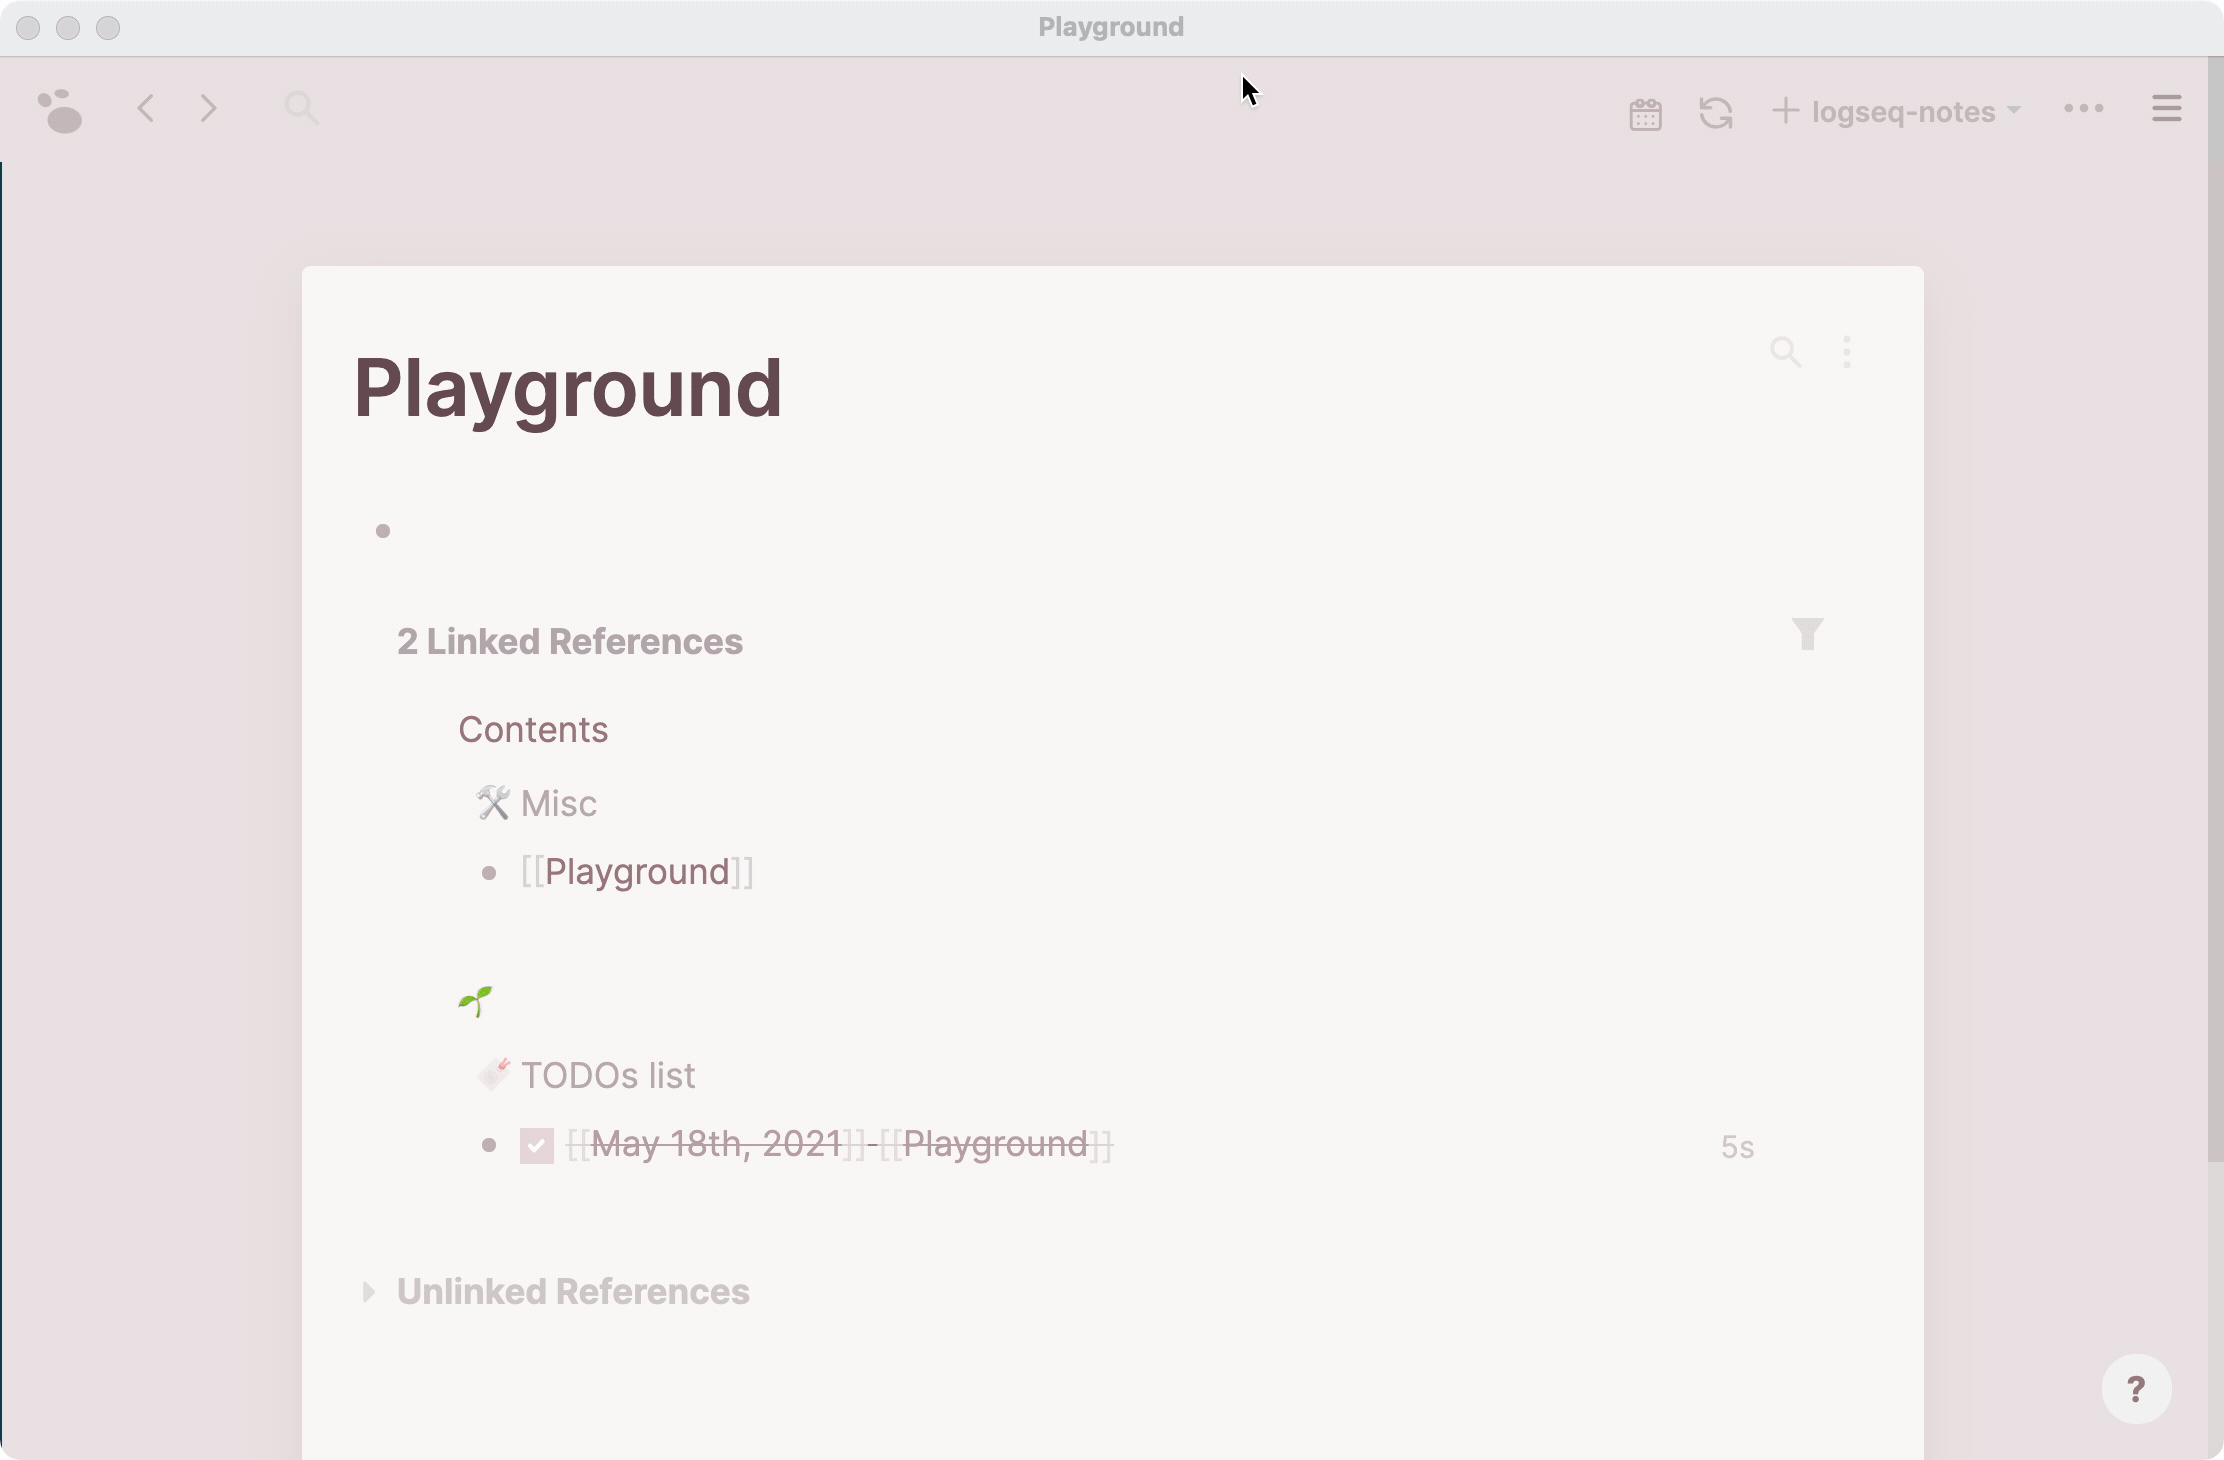 Playground
logseq-notes
Playground
2 Linked References
Contents
🛠 Misc
[[Playground]]
🌱
TODOs list
[[May 18th, 2021]] - [[Playground]] 5s
Unlinked References
?